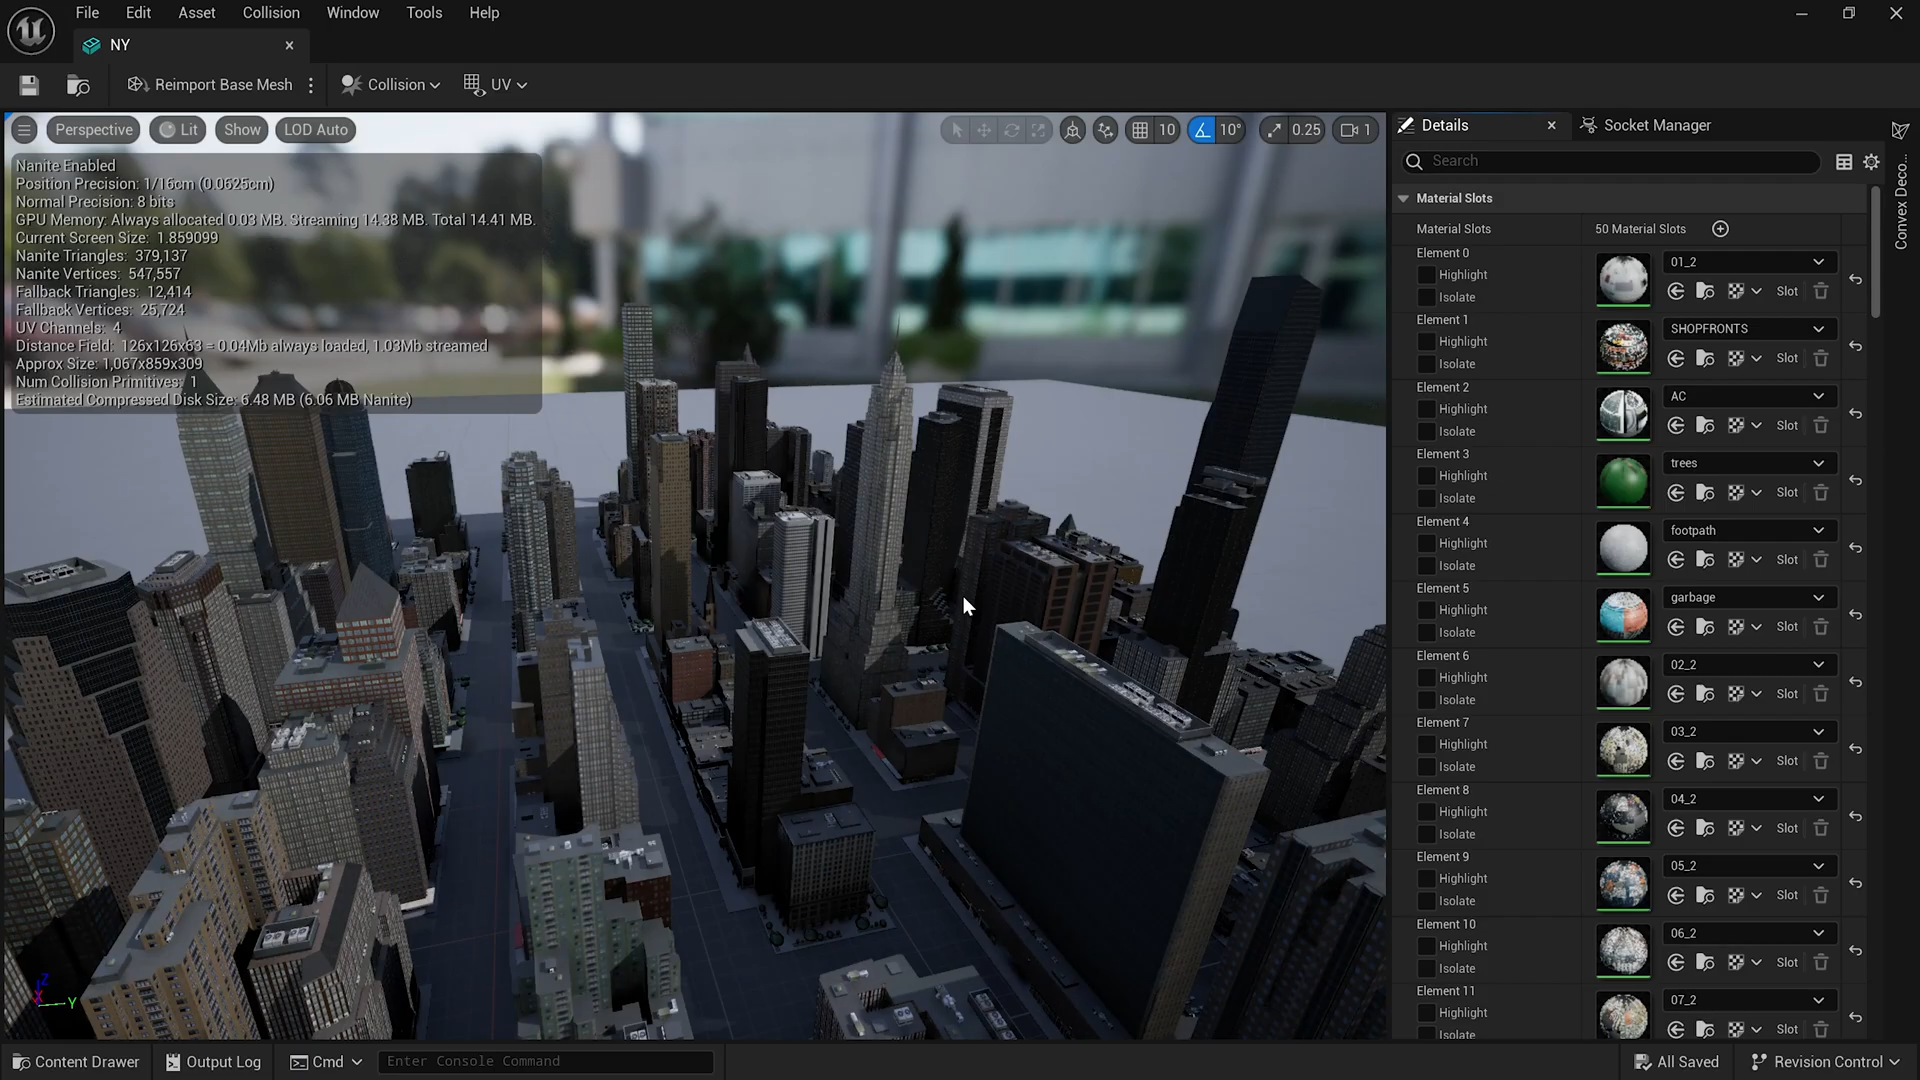 File Edit Asset Collision Window Tools Help
NY
Reimport Base Mesh Collision UV
Perspective Lit Show LOD Auto 10 10° 0.25 1
Nanite Enabled
Position Precision: 1/16cm (0.0625cm)
Normal Precision: 8 bits
GPU Memory: Always allocated 0.03 MB. Streaming 14.38 MB. Total 14.41 MB.
Current Screen Size: 1.859099
Nanite Triangles: 379,137
Nanite Vertices: 547,557
Fallback Triangles: 12,414
Fallback Vertices: 25,724
UV Channels: 4
Distance Field: 126x126x63 = 0.04Mb always loaded, 1.03Mb streamed
Approx Size: 1,067x859x309
Num Collision Primitives: 1
Estimated Compressed Disk Size: 6.48 MB (6.06 MB Nanite)
Z
X
Y
Details Socket Manager
Search
Convex Deco...
Material Slots
Material Slots 50 Material Slots
Element 0 01_2
Highlight
Isolate Slot
Element 1 SHOPFRONTS
Highlight
Isolate Slot
Element 2 AC
Highlight
Isolate Slot
Element 3 trees
Highlight
Isolate Slot
Element 4 footpath
Highlight
Isolate Slot
Element 5 garbage
Highlight
Isolate Slot
Element 6 02_2
Highlight
Isolate Slot
Element 7 03_2
Highlight
Isolate Slot
Element 8 04_2
Highlight
Isolate Slot
Element 9 05_2
Highlight
Isolate Slot
Element 10 06_2
Highlight
Isolate Slot
Element 11 07_2
Highlight
Isolate Slot
Content Drawer Output Log Cmd Enter Console Command All Saved Revision Control